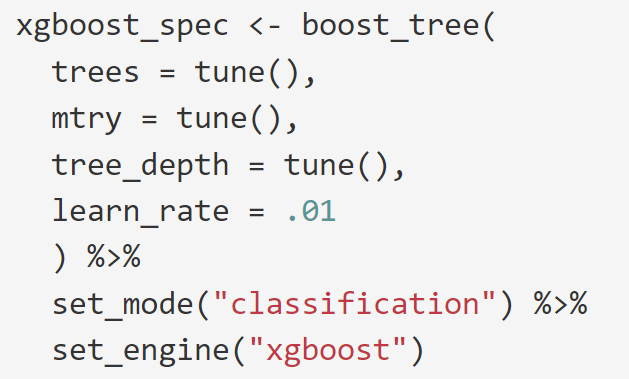 xgboost_spec <- boost_tree(
  trees = tune(),
  mtry = tune(),
  tree_depth = tune(),
  learn_rate = .01
  ) %>%
  set_mode("classification") %>%
  set_engine("xgboost")